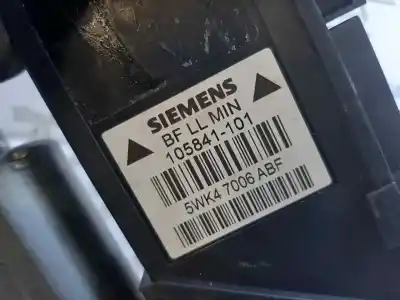 SIEMENS
BF LL MIN
105841-101
5WK4 7006 ABF